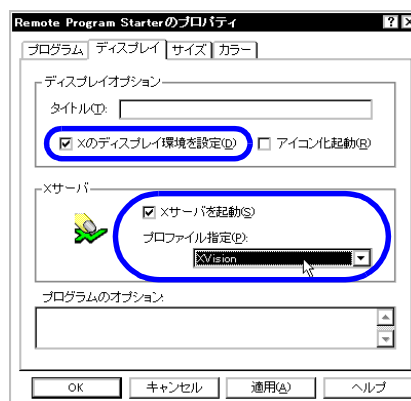 Remote Program Starterのプロパティ
プログラム ディスプレイ サイズ カラー
ディスプレイオプション
タイトル(T):
Xのディスプレイ環境を設定(D) アイコン化起動(R)
Xサーバ
Xサーバを起動(S)
プロファイル指定(P):
XVision
プログラムのオプション:
OK キャンセル 適用(A) ヘルプ